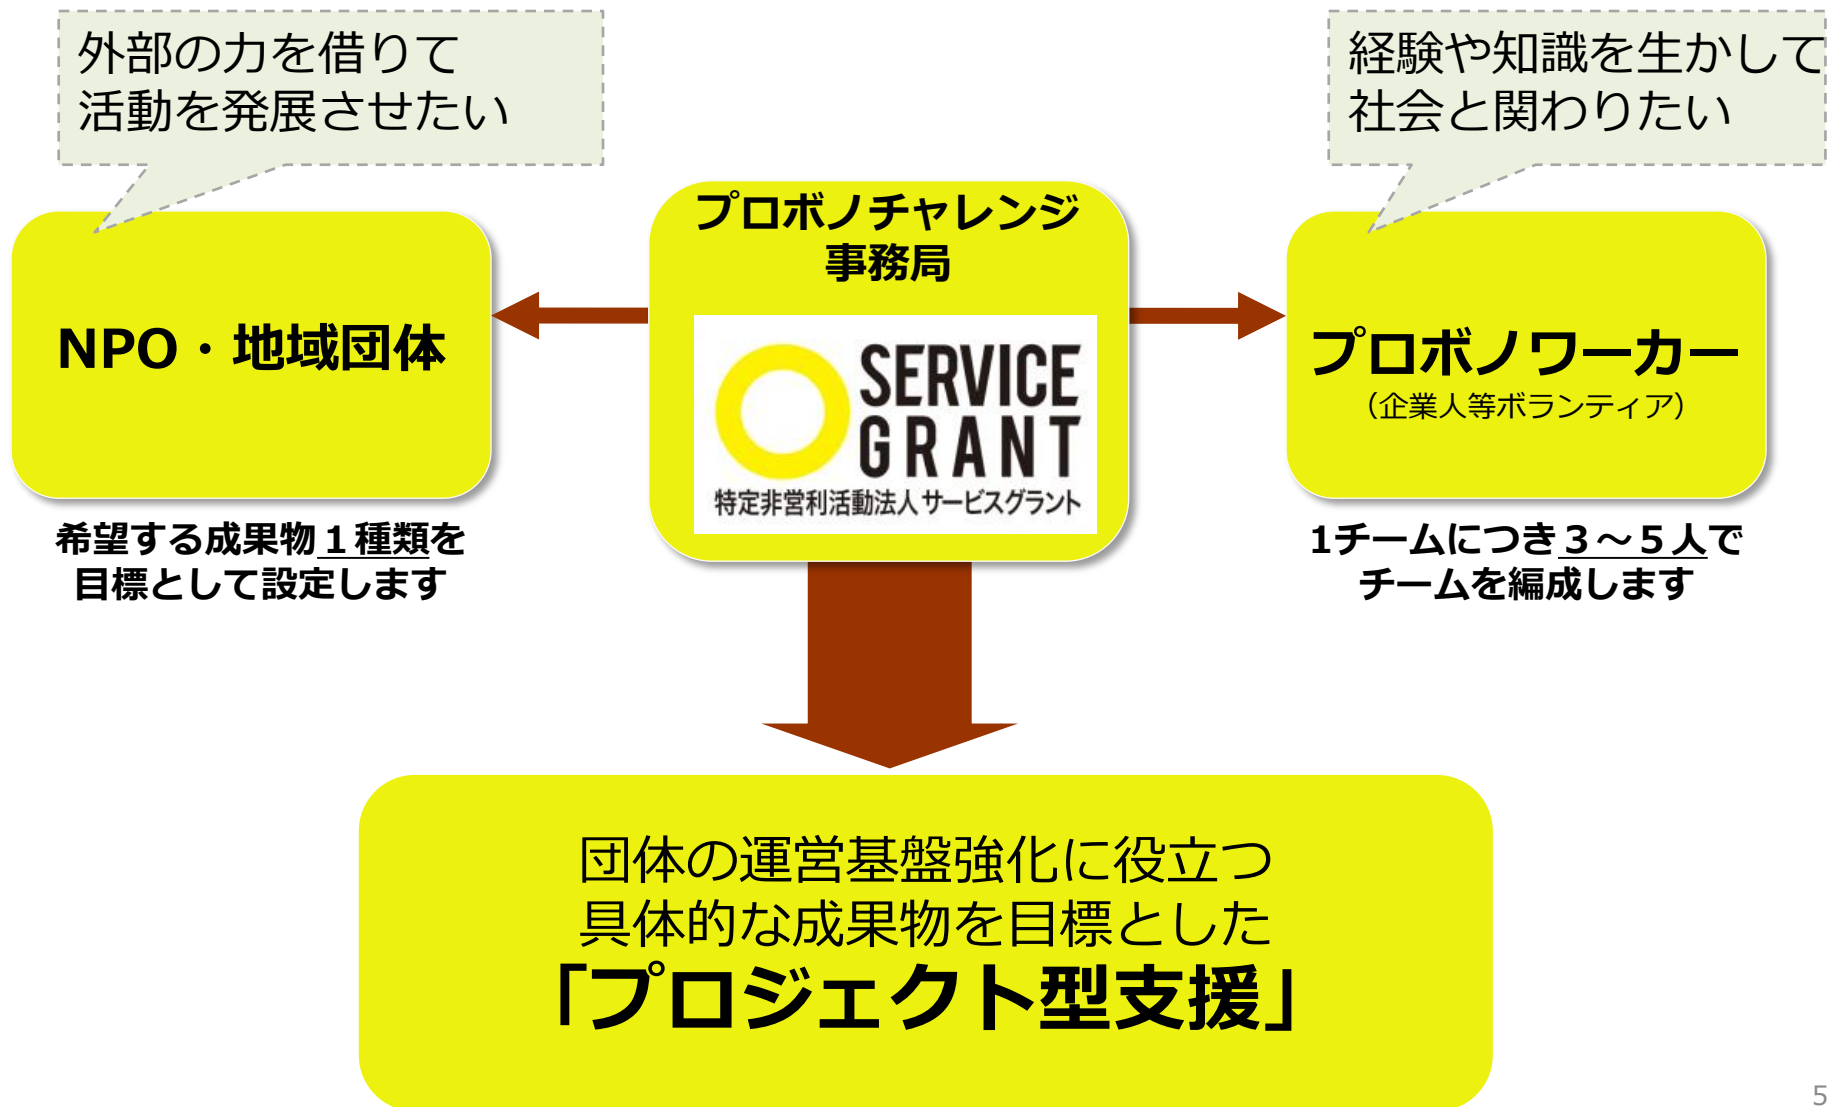 外部の力を借りて
活動を発展させたい
経験や知識を生かして
社会と関わりたい
プロボノチャレンジ
事務局
SERVICE
GRANT
特定非営利活動法人サービスグラント
NPO・地域団体
プロボノワーカー
（企業人等ボランティア）
希望する成果物１種類を
目標として設定します
1チームにつき３～５人で
チームを編成します
団体の運営基盤強化に役立つ
具体的な成果物を目標とした
「プロジェクト型支援」
5